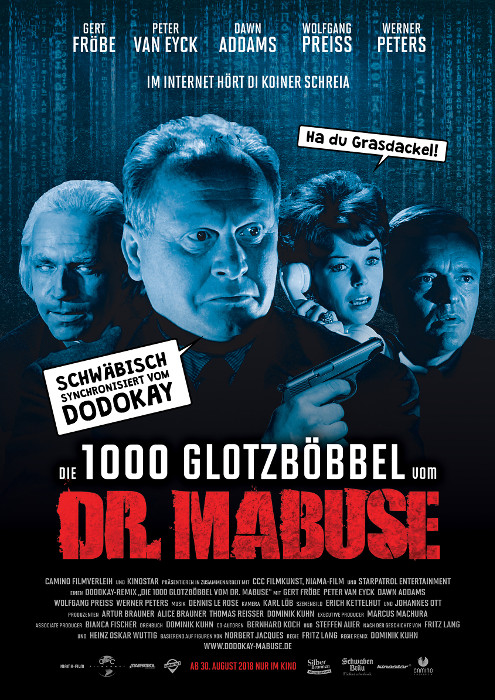 GERT FRÖBE
PETER VAN EYCK
DAWN ADDAMS
WOLFGANG PREISS
WERNER PETERS
IM INTERNET HÖRT DI KOINER SCHREIA
Ha du Grasdackel!
SCHWÄBISCH
SYNCHRONISIERT VOM
DODOKAY
DIE 1000 GLOTZBÖBBEL VOM
DR. MABUSE
CAMINO FILMVERLEIH UND KINOSTAR PRÄSENTIEREN IN ZUSAMMENARBEIT MIT CCC FILMKUNST, NIAMA-FILM UND STARPATROL ENTERTAINMENT
EINEN DODOKAY-REMIX „DIE 1000 GLOTZBÖBBEL VOM DR. MABUSE" MIT GERT FRÖBE PETER VAN EYCK DAWN ADDAMS
WOLFGANG PREISS WERNER PETERS MUSIK DENNIS LE ROSE KAMERA KARL LÖB SZENENBILD ERICH KETTELHUT UND JOHANNES OTT
PRODUZENTEN ARTUR BRAUNER ALICE BRAUNER THOMAS REISSER DOMINIK KUHN EXECUTIVE PRODUCER MARCUS MACHURA
ASSOCIATE PRODUCER BIANCA FISCHER DREHBUCH DOMINIK KUHN CO-AUTOREN BERNHARD KOCH UND STEFFEN AUER NACH DER GESCHICHTE VON FRITZ LANG
UND HEINZ OSKAR WUTTIG BASIEREND AUF FIGUREN VON NORBERT JACQUES REGIE FRITZ LANG REGIE REMIX DOMINIK KUHN
WWW.DODOKAY-MABUSE.DE
AB 30. AUGUST 2018 NUR IM KINO
Schwaben Bräu
KINOSTAR
CAMINO